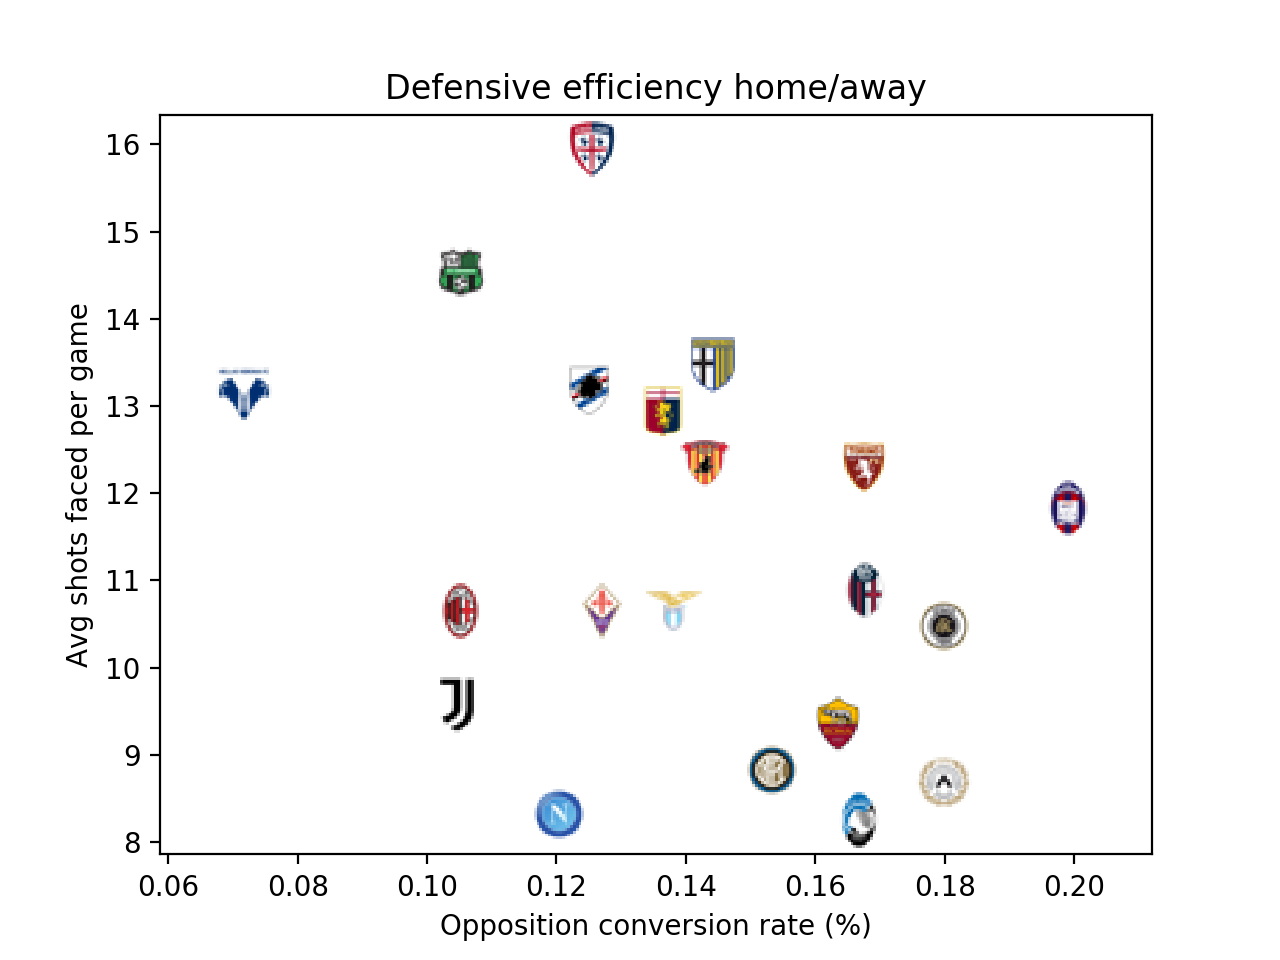 Defensive efficiency home/away
16
15
14
13
12
11
10
9
8
Avg shots faced per game
TORINO
N
0.06 0.08 0.10 0.12 0.14 0.16 0.18 0.20
Opposition conversion rate (%)